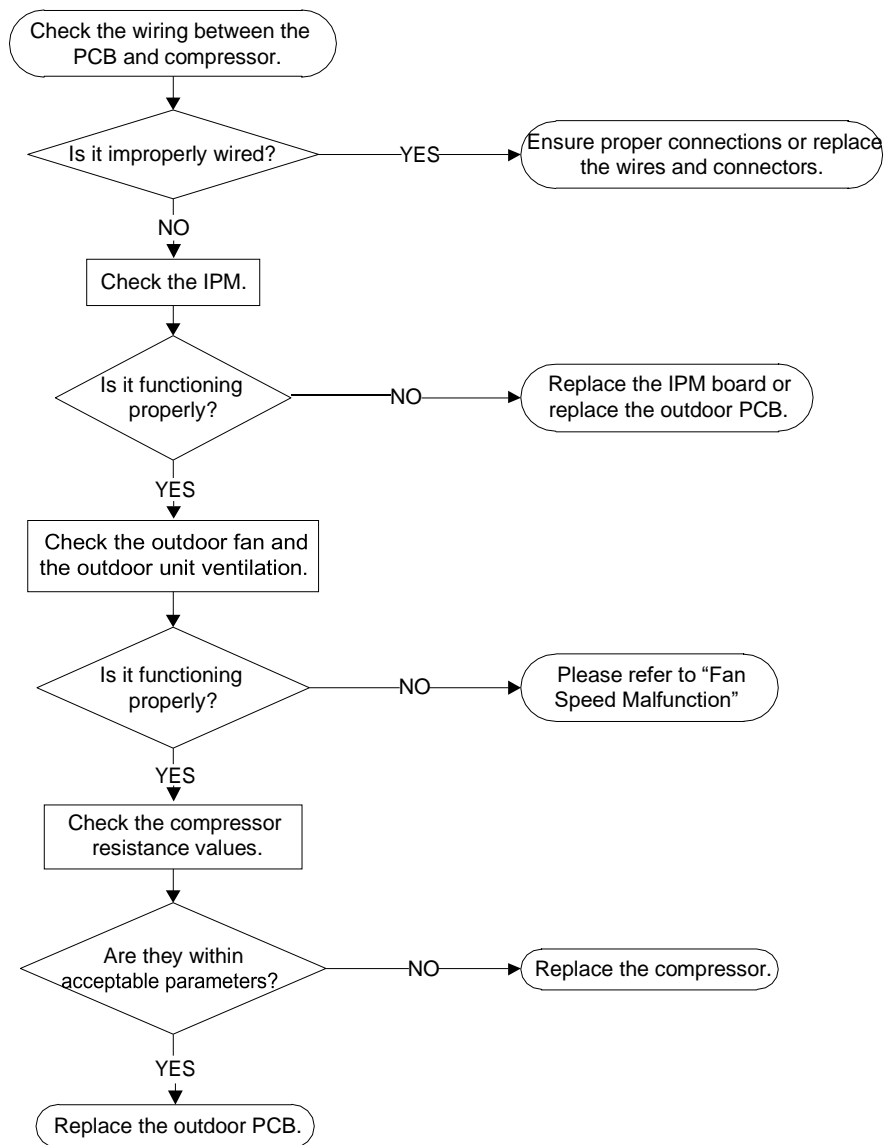 Check the wiring between the
PCB and compressor.
Is it improperly wired?
YES
Ensure proper connections or replace
the wires and connectors.
NO
Check the IPM.
Is it functioning
properly?
NO
Replace the IPM board or
replace the outdoor PCB.
YES
Check the outdoor fan and
the outdoor unit ventilation.
Is it functioning
properly?
NO
Please refer to “Fan
Speed Malfunction”
YES
Check the compressor
resistance values.
Are they within
acceptable parameters?
NO
Replace the compressor.
YES
Replace the outdoor PCB.